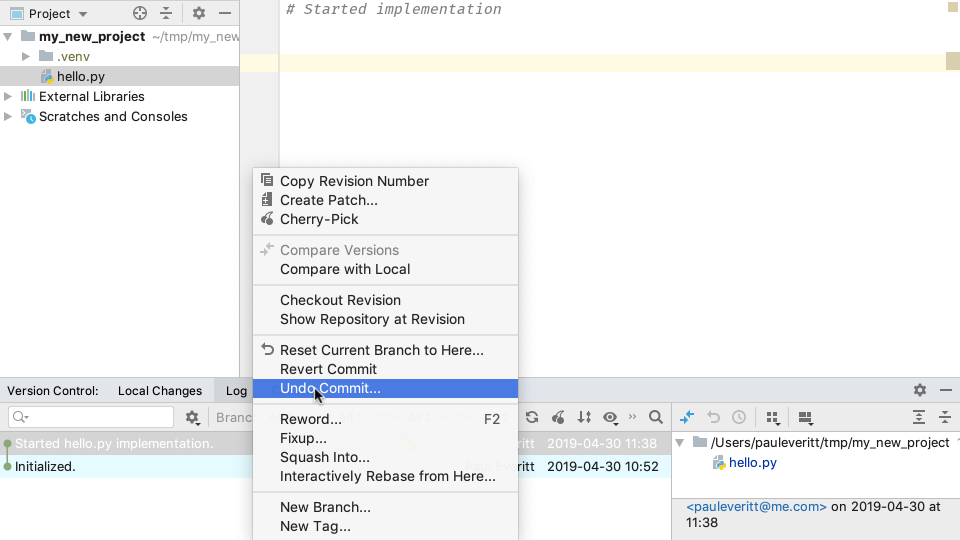 Project
# Started implementation
my_new_project ~/tmp/my_new
.venv
hello.py
External Libraries
Scratches and Consoles
Copy Revision Number
Create Patch...
Cherry-Pick
Compare Versions
Compare with Local
Checkout Revision
Show Repository at Revision
Reset Current Branch to Here...
Revert Commit
Undo Commit...
Reword... F2
Fixup...
Squash Into...
Interactively Rebase from Here...
New Branch...
New Tag...
Version Control: Local Changes Log
Started hello.py implementation. 2019-04-30 11:38
Initialized. 2019-04-30 10:52
/Users/pauleveritt/tmp/my_new_project
hello.py
<pauleveritt@me.com> on 2019-04-30 at
11:38